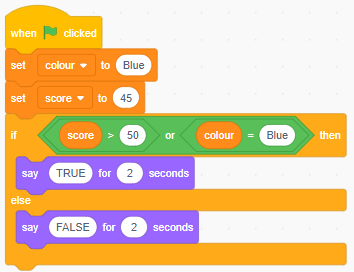 when clicked
set colour to Blue
set score to 45
if score > 50 or colour = Blue then
say TRUE for 2 seconds
else
say FALSE for 2 seconds